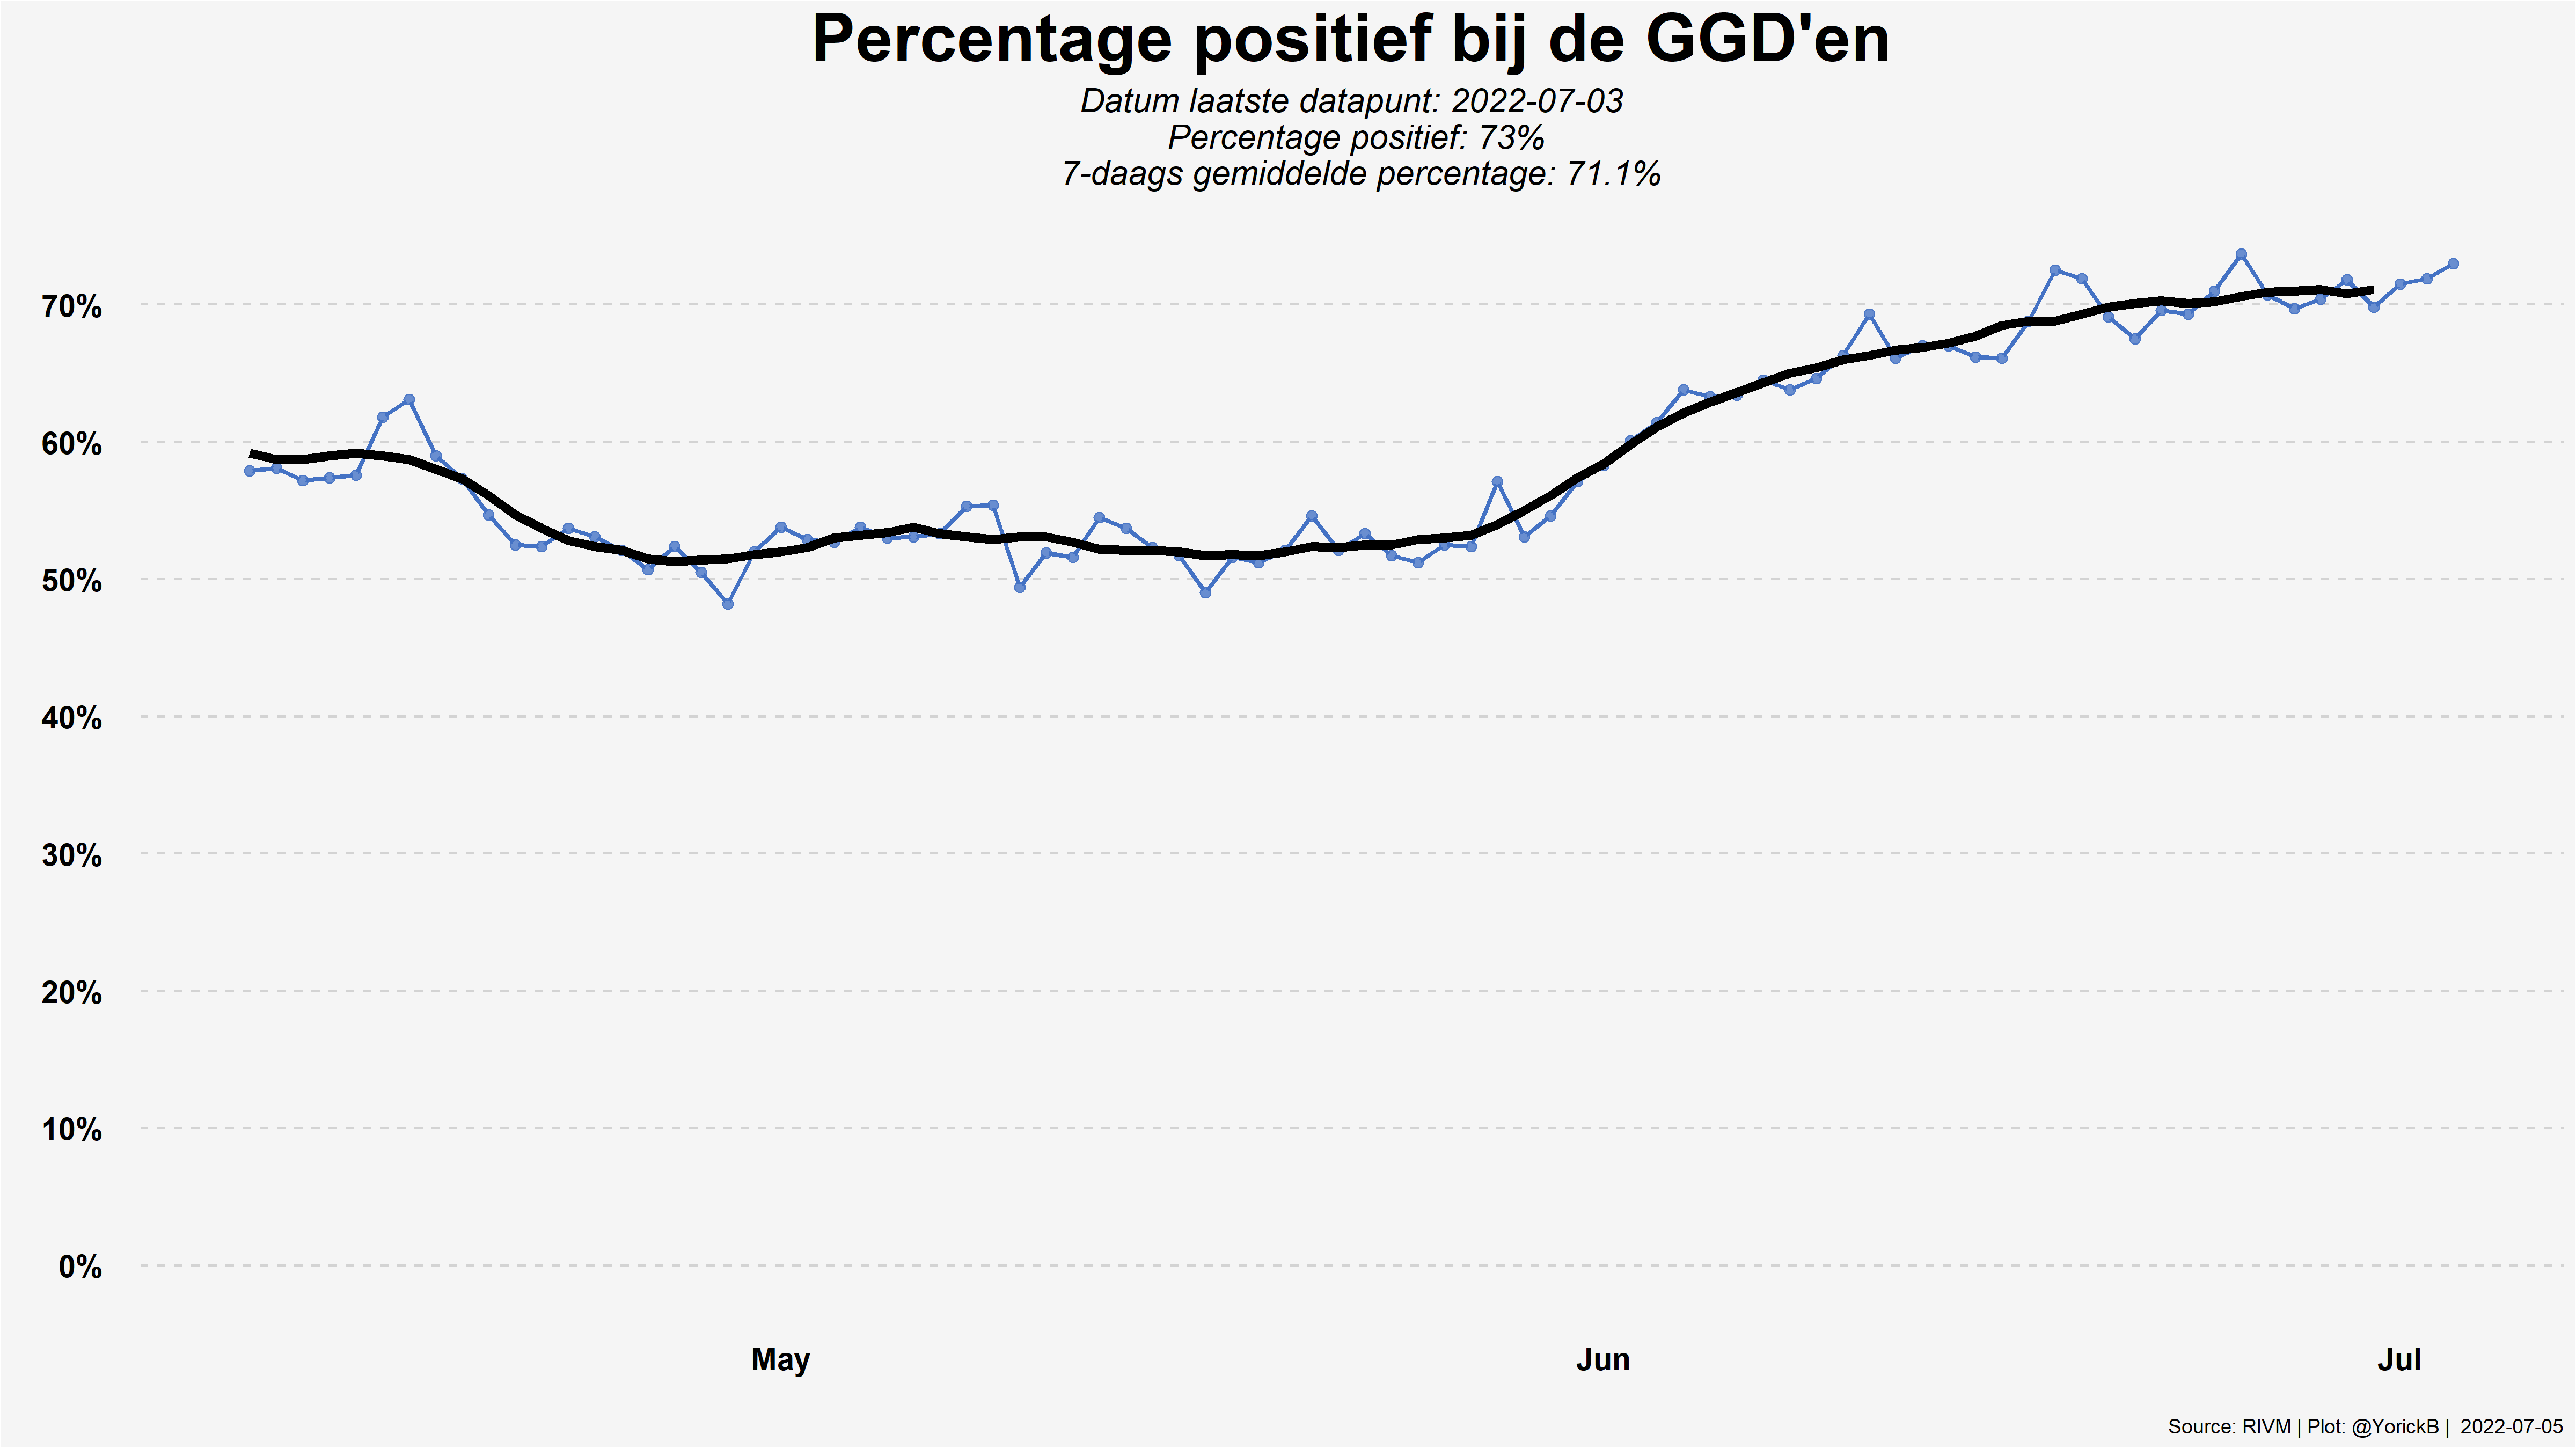 Percentage positief bij de GGD'en
Datum laatste datapunt: 2022-07-03
Percentage positief: 73%
7-daags gemiddelde percentage: 71.1%
70%
60%
50%
40%
30%
20%
10%
0%
May Jun Jul
Source: RIVM | Plot: @YorickB | 2022-07-05